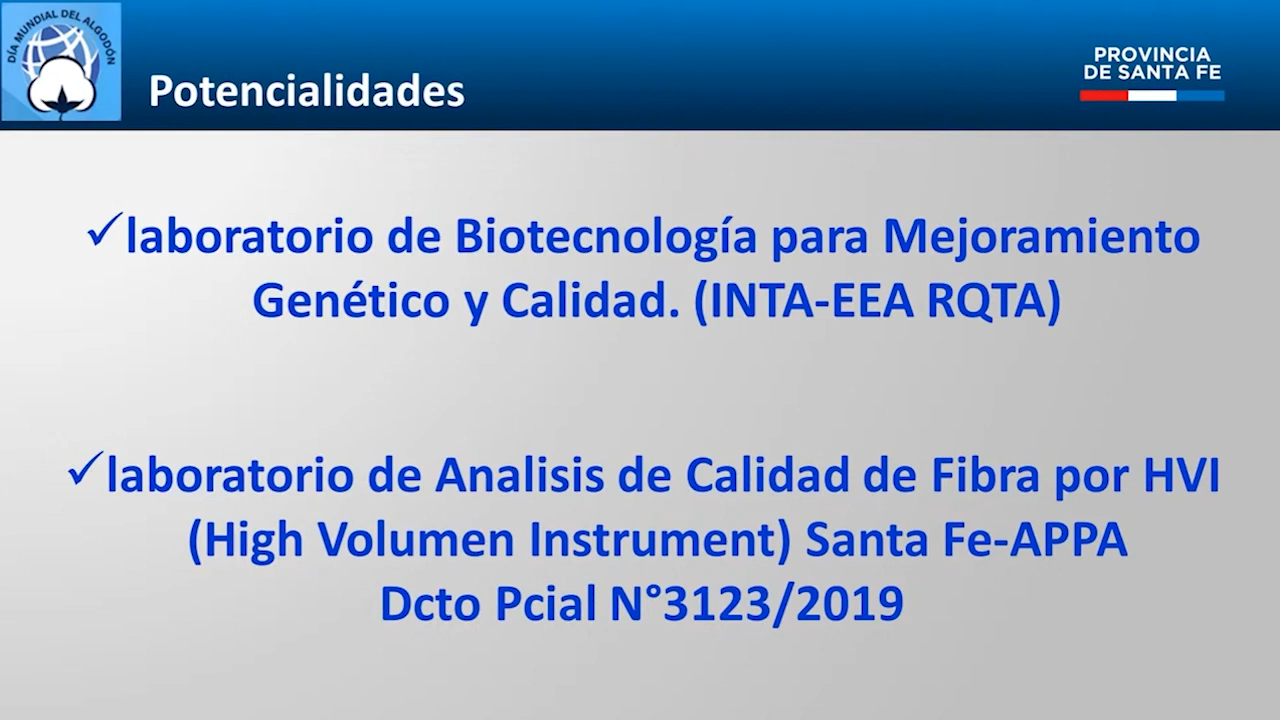 DÍA MUNDIAL DEL ALGODÓN
Potencialidades
PROVINCIA
DE SANTA FE
✓laboratorio de Biotecnología para Mejoramiento
Genético y Calidad. (INTA-EEA RQTA)
✓laboratorio de Analisis de Calidad de Fibra por HVI
(High Volumen Instrument) Santa Fe-APPA
Dcto Pcial N°3123/2019